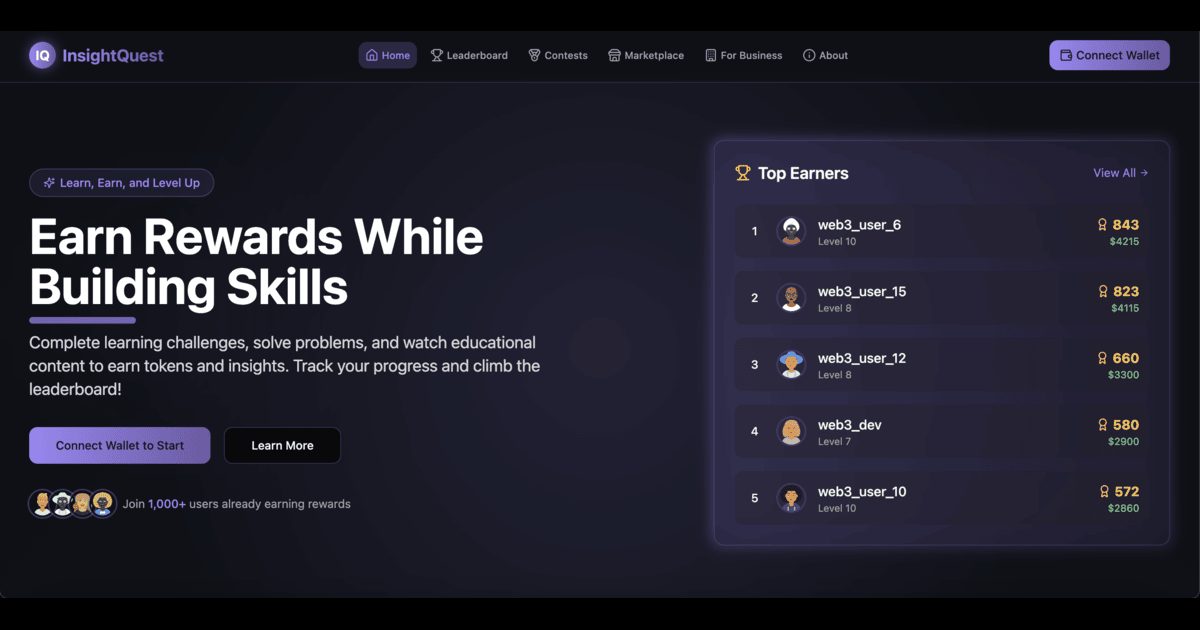 IQ InsightQuest
Home Leaderboard Contests Marketplace For Business About
Connect Wallet
Learn, Earn, and Level Up
Earn Rewards While
Building Skills
Complete learning challenges, solve problems, and watch educational
content to earn tokens and insights. Track your progress and climb the
leaderboard!
Connect Wallet to Start
Learn More
Join 1,000+ users already earning rewards
Top Earners
View All →
1 web3_user_6 843
Level 10 $4215
2 web3_user_15 823
Level 8 $4115
3 web3_user_12 660
Level 8 $3300
4 web3_dev 580
Level 7 $2900
5 web3_user_10 572
Level 10 $2860